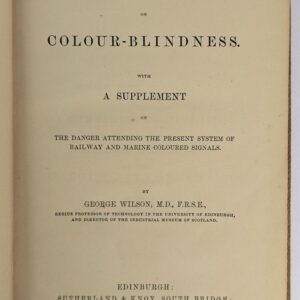 ON
COLOUR-BLINDNESS.
WITH
A SUPPLEMENT
ON
THE DANGER ATTENDING THE PRESENT SYSTEM OF
RAILWAY AND MARINE COLOURED SIGNALS.
BY
GEORGE WILSON, M.D., F.R.S.E.,
REGIUS PROFESSOR OF TECHNOLOGY IN THE UNIVERSITY OF EDINBURGH,
AND DIRECTOR OF THE INDUSTRIAL MUSEUM OF SCOTLAND.
EDINBURGH:
SUTHERLAND & KNOX, SOUTH BRIDGE;